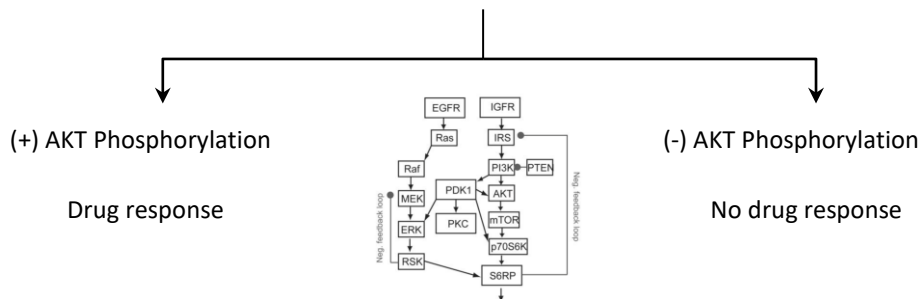 (+) AKT Phosphorylation
Drug response
EGFR
IGFR
Ras
IRS
Raf
PI3K
PTEN
PDK1
MEK
AKT
PKC
mTOR
ERK
p70S6K
RSK
S6RP
Neg. feedback loop
Neg. feedback loop
(-) AKT Phosphorylation
No drug response